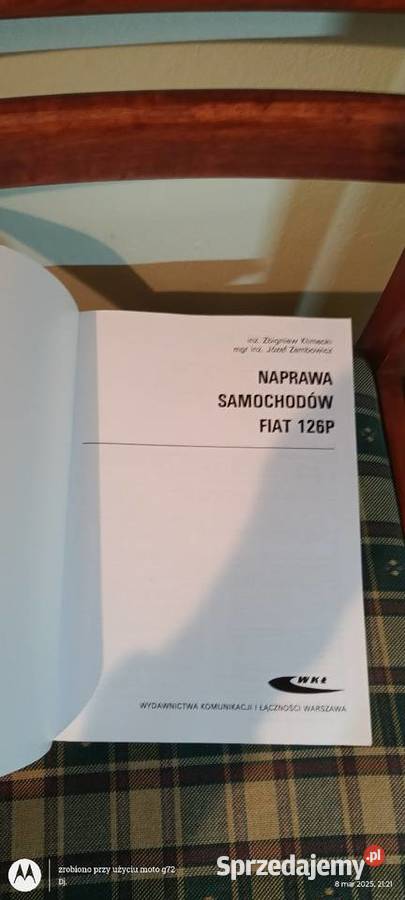 inż. Zbigniew Klimecki
mgr inż. Józef Zembowicz
NAPRAWA
SAMOCHODÓW
FIAT 126P
WKŁ
WYDAWNICTWA KOMUNIKACJI I ŁĄCZNOŚCI WARSZAWA
zrobiono przy użyciu moto g72
Dj.
Sprzedajemy.pl
8 mar 2025, 21:21